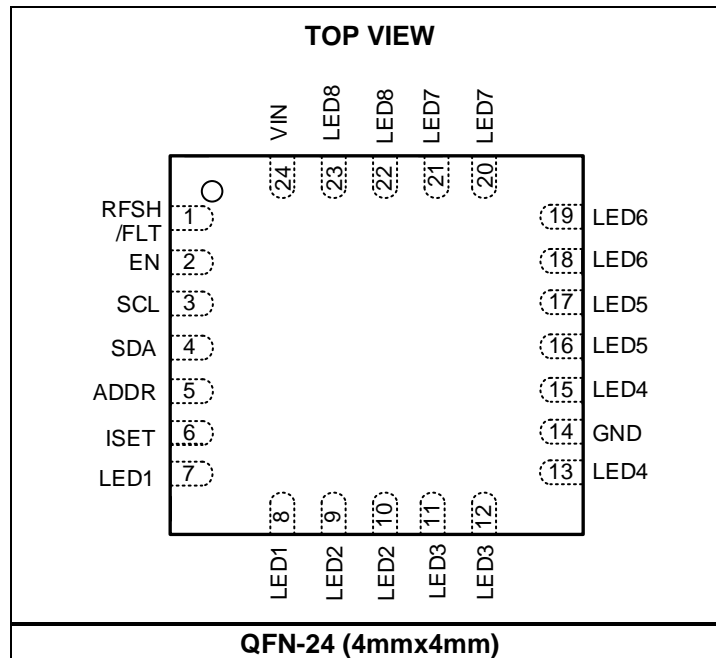 TOP VIEW
VIN
LED8
LED8
LED7
LED7
24
23
22
21
20
RFSH
/FLT
1
EN
2
SCL
3
SDA
4
ADDR
5
ISET
6
LED1
7
19
LED6
18
LED6
17
LED5
16
LED5
15
LED4
14
GND
13
LED4
8
9
10
11
12
LED1
LED2
LED2
LED3
LED3
QFN-24 (4mmx4mm)